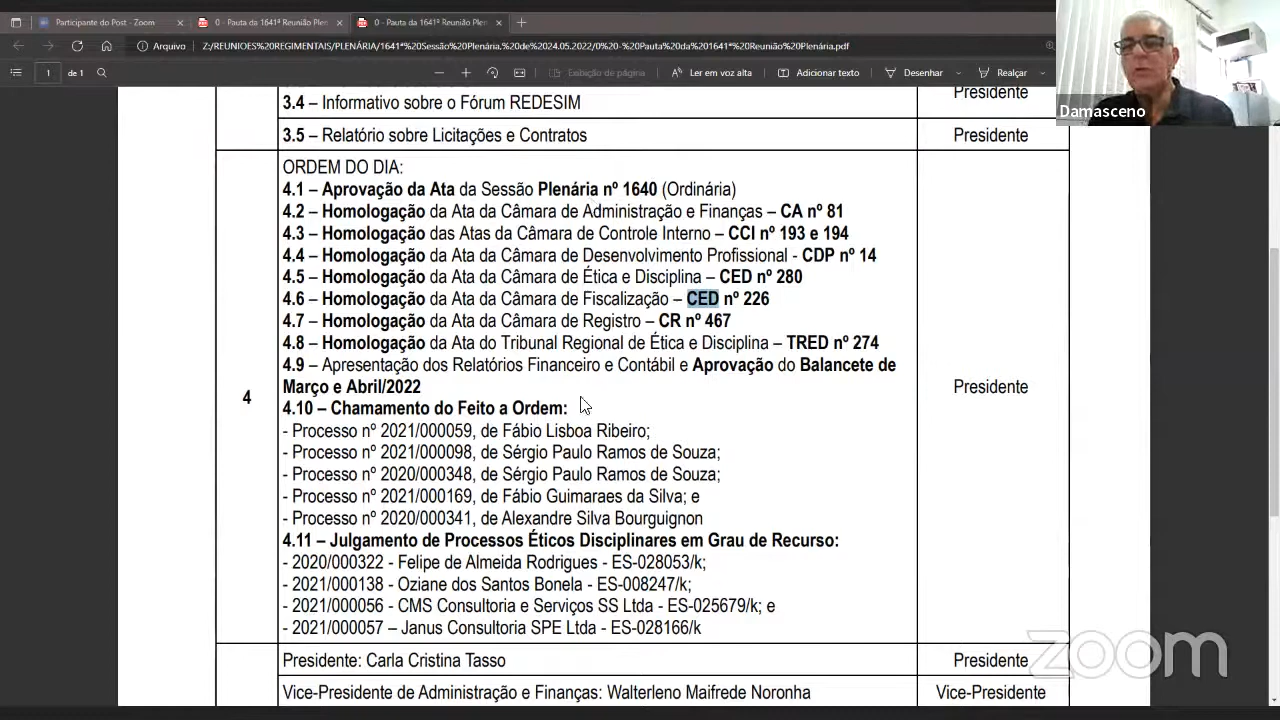 Participante do Post - Zoom
0 - Pauta da 1641ª Reunião Plen
0 - Pauta da 1641ª Reunião Plen
Arquivo
Z:/REUNIOES%20REGIMENTAIS/PLENÁRIA/1641ª%20Sessão%20Plenária,%20de%2024.05.2022/0%20-%20Pauta%20da%201641ª%20Reunião%20Plenária.pdf
1 de 1
Exibição de página
Ler em voz alta
Adicionar texto
Desenhar
Realçar
Damasceno
3.4 – Informativo sobre o Fórum REDESIM
Presidente
3.5 – Relatório sobre Licitações e Contratos
Presidente
4
ORDEM DO DIA:
4.1 – Aprovação da Ata da Sessão Plenária nº 1640 (Ordinária)
4.2 – Homologação da Ata da Câmara de Administração e Finanças – CA nº 81
4.3 – Homologação das Atas da Câmara de Controle Interno – CCI nº 193 e 194
4.4 – Homologação da Ata da Câmara de Desenvolvimento Profissional - CDP nº 14
4.5 – Homologação da Ata da Câmara de Ética e Disciplina – CED nº 280
4.6 – Homologação da Ata da Câmara de Fiscalização – CED nº 226
4.7 – Homologação da Ata da Câmara de Registro – CR nº 467
4.8 – Homologação da Ata do Tribunal Regional de Ética e Disciplina – TRED nº 274
4.9 – Apresentação dos Relatórios Financeiro e Contábil e Aprovação do Balancete de
Março e Abril/2022
4.10 – Chamamento do Feito a Ordem:
- Processo nº 2021/000059, de Fábio Lisboa Ribeiro;
- Processo nº 2021/000098, de Sérgio Paulo Ramos de Souza;
- Processo nº 2020/000348, de Sérgio Paulo Ramos de Souza;
- Processo nº 2021/000169, de Fábio Guimaraes da Silva; e
- Processo nº 2020/000341, de Alexandre Silva Bourguignon
4.11 – Julgamento de Processos Éticos Disciplinares em Grau de Recurso:
- 2020/000322 - Felipe de Almeida Rodrigues - ES-028053/k;
- 2021/000138 - Oziane dos Santos Bonela - ES-008247/k;
- 2021/000056 - CMS Consultoria e Serviços SS Ltda - ES-025679/k; e
- 2021/000057 – Janus Consultoria SPE Ltda - ES-028166/k
Presidente
4
Presidente: Carla Cristina Tasso
Presidente
Vice-Presidente de Administração e Finanças: Walterleno Maifrede Noronha
Vice-Presidente
zoom